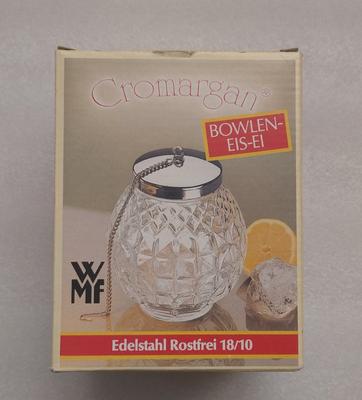 Cromargan®
BOWLEN-
EIS-EI
WMF
Edelstahl Rostfrei 18/10